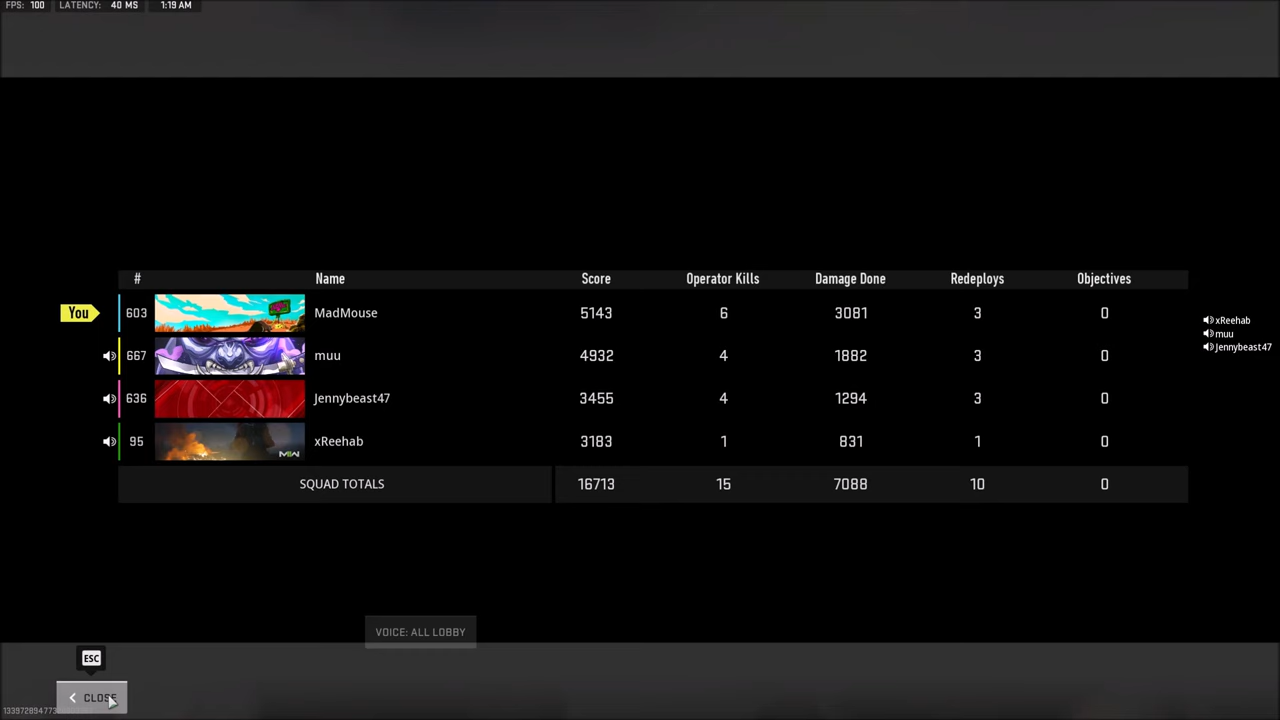 FPS: 100 LATENCY: 40 MS 1:19 AM
# Name Score Operator Kills Damage Done Redeploys Objectives
You 603 MadMouse 5143 6 3081 3 0
667 muu 4932 4 1882 3 0
636 Jennybeast47 3455 4 1294 3 0
95 MW xReehab 3183 1 831 1 0
SQUAD TOTALS 16713 15 7088 10 0
xReehab
muu
Jennybeast47
VOICE: ALL LOBBY
ESC
CLOSE